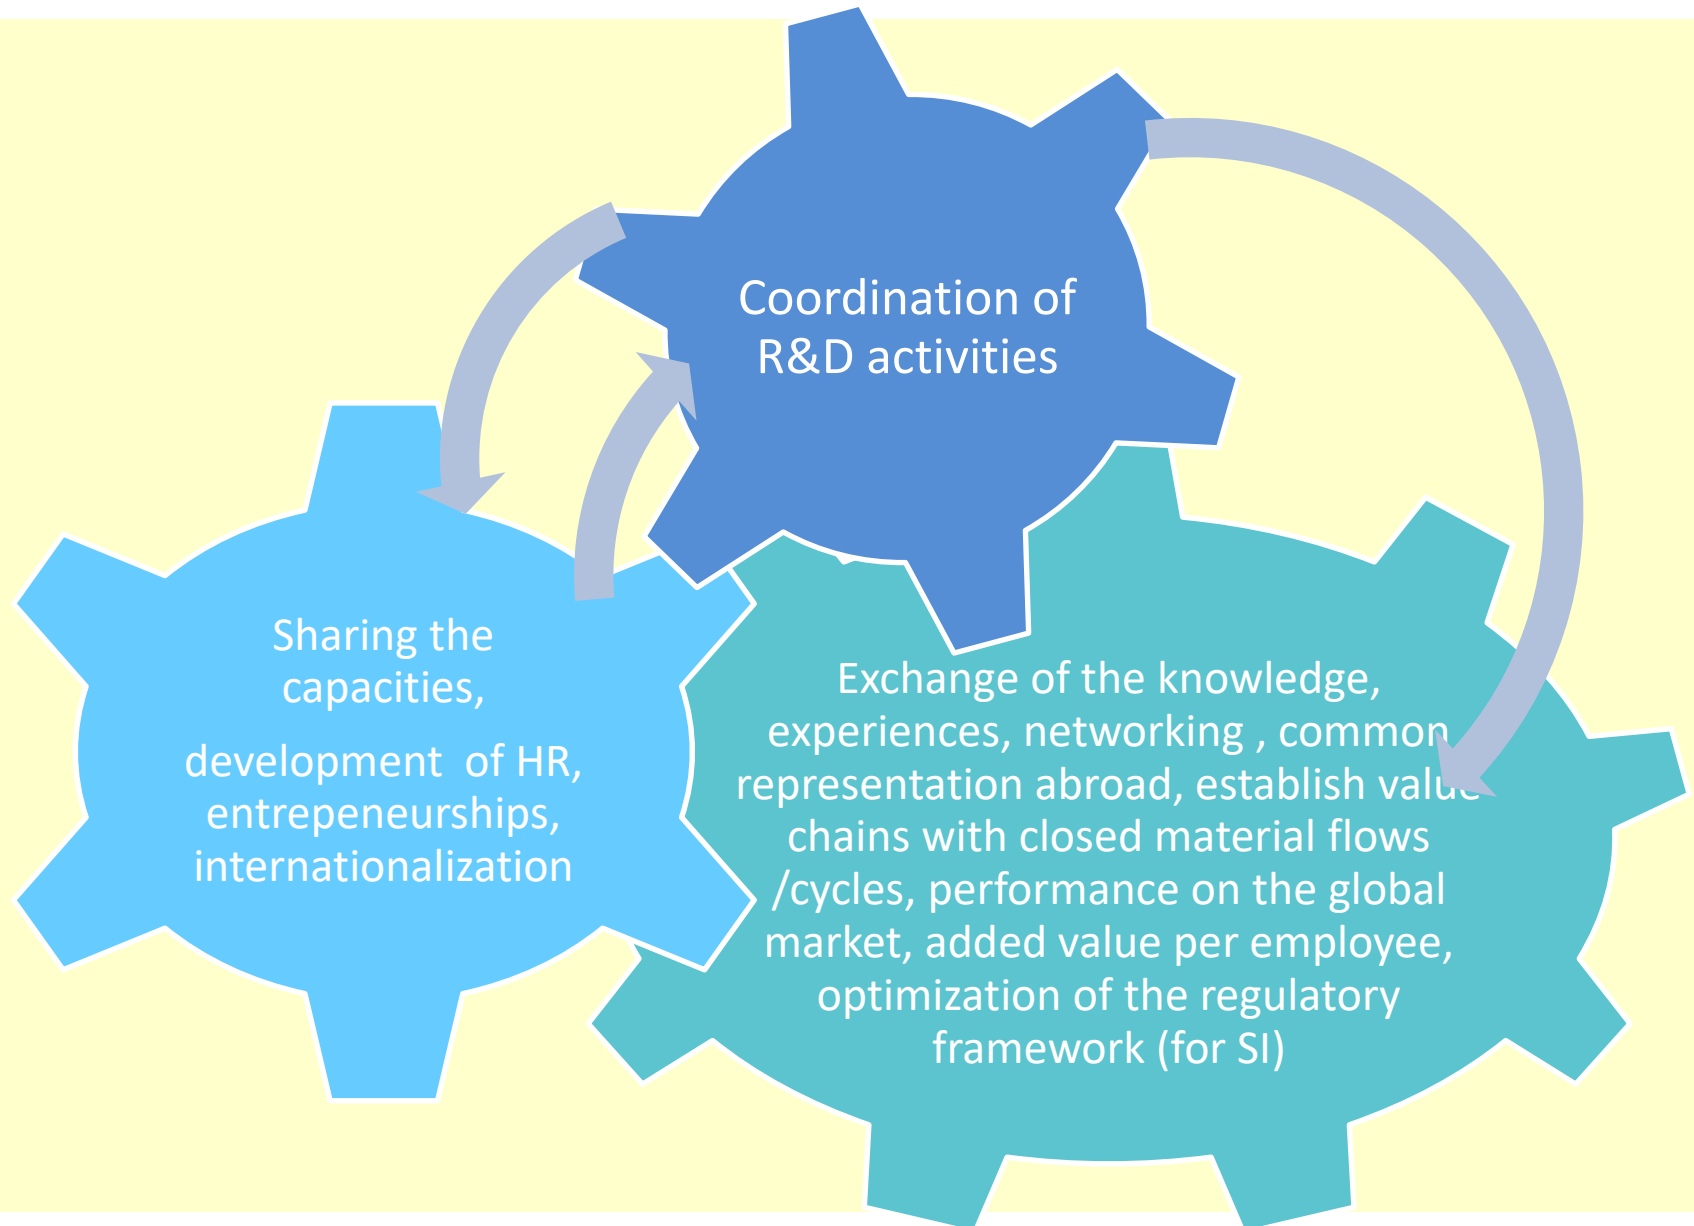 Coordination of
R&D activities
Sharing the
capacities,
development  of HR,
entrepeneurships,
internationalization
Exchange of the knowledge,
experiences, networking , common
representation abroad, establish value
chains with closed material flows
/cycles, performance on the global
market, added value per employee,
optimization of the regulatory
framework (for SI)